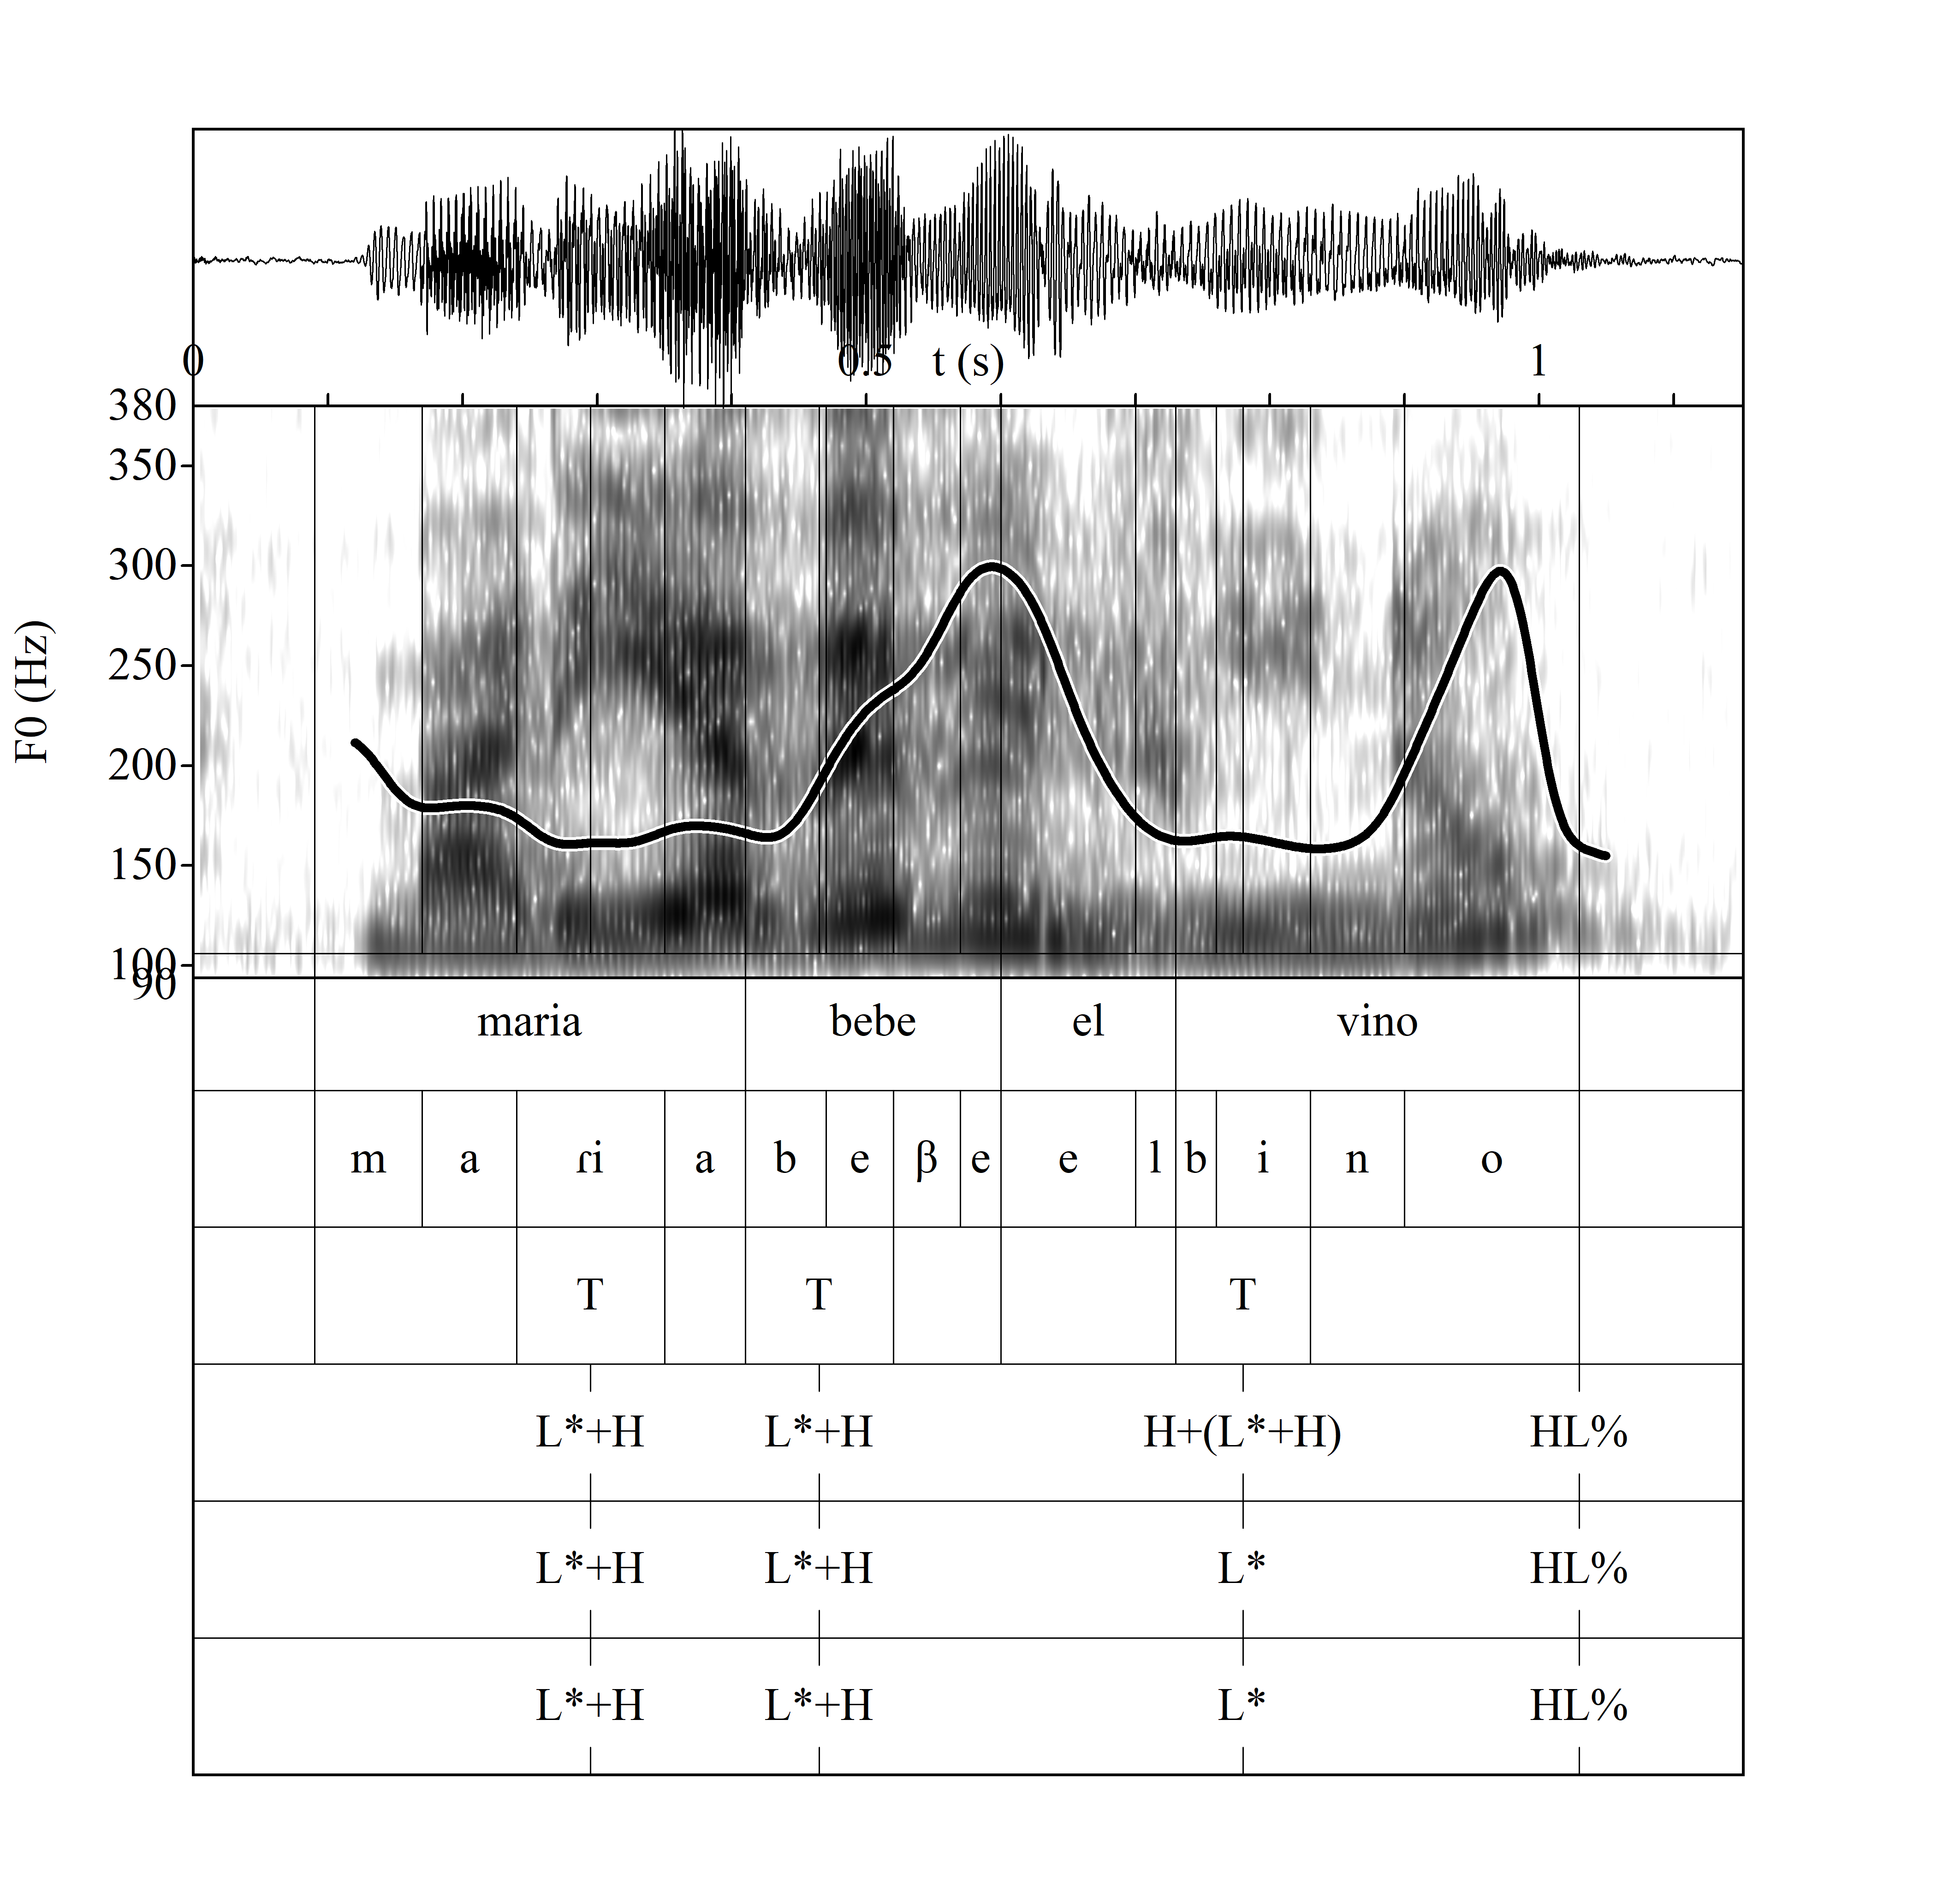 0 0.5 t (s) 1
380
350
300
250
200
150
100
90
F0 (Hz)
maria bebe el vino
m a ɾi a b e β e e l b i n o
T T T
L*+H L*+H H+(L*+H) HL%
L*+H L*+H L* HL%
L*+H L*+H L* HL%